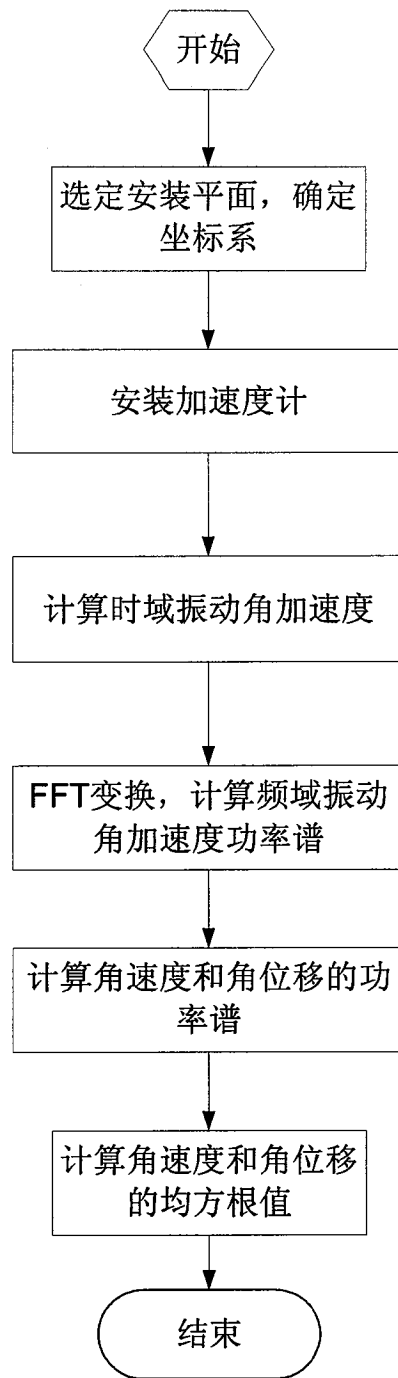 开始
选定安装平面，确定
坐标系
安装加速度计
计算时域振动角加速度
FFT变换，计算频域振动
角加速度功率谱
计算角速度和角位移的功
率谱
计算角速度和角位移
的均方根值
结束